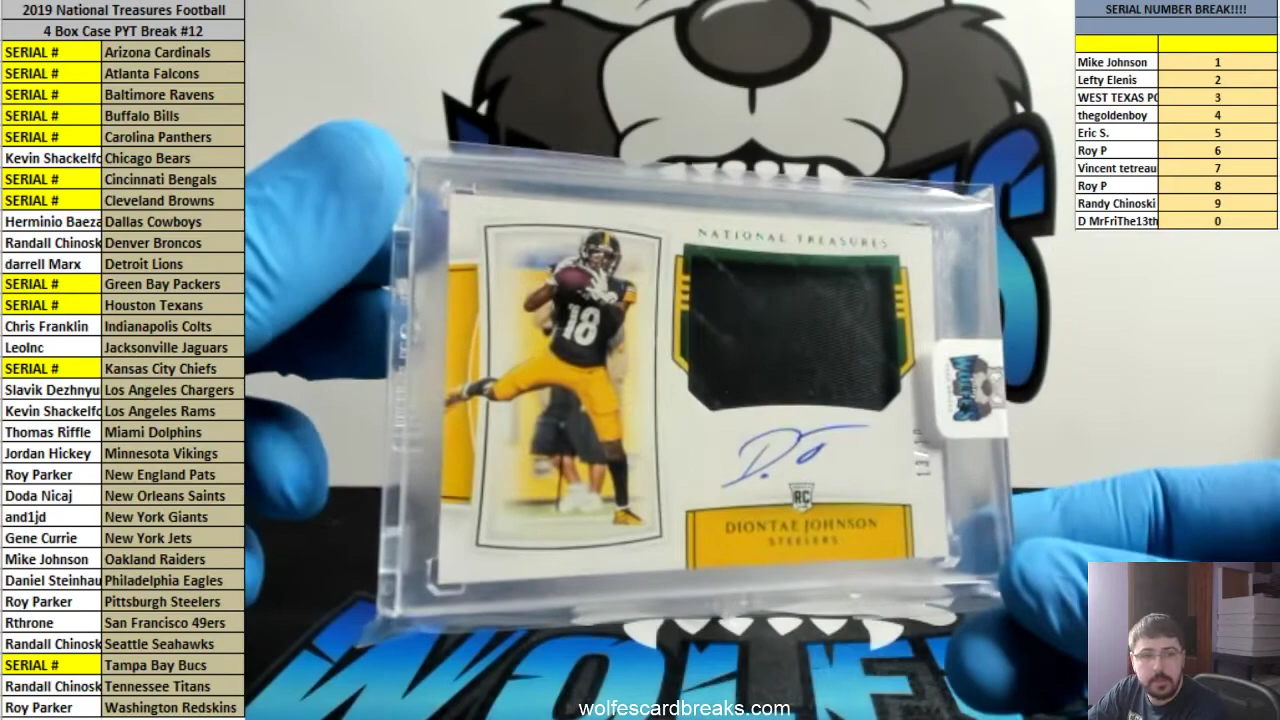 2019 National Treasures Football
4 Box Case PYT Break #12
SERIAL # Arizona Cardinals
SERIAL # Atlanta Falcons
SERIAL # Baltimore Ravens
SERIAL # Buffalo Bills
SERIAL # Carolina Panthers
Kevin Shackelfo Chicago Bears
SERIAL # Cincinnati Bengals
SERIAL # Cleveland Browns
Herminio Baeza Dallas Cowboys
Randall Chinosk Denver Broncos
darrell Marx Detroit Lions
SERIAL # Green Bay Packers
SERIAL # Houston Texans
Chris Franklin Indianapolis Colts
LeoInc Jacksonville Jaguars
SERIAL # Kansas City Chiefs
Slavik Dezhnyu Los Angeles Chargers
Kevin Shackelfo Los Angeles Rams
Thomas Riffle Miami Dolphins
Jordan Hickey Minnesota Vikings
Roy Parker New England Pats
Doda Nicaj New Orleans Saints
and1jd New York Giants
Gene Currie New York Jets
Mike Johnson Oakland Raiders
Daniel Steinhau Philadelphia Eagles
Roy Parker Pittsburgh Steelers
Rthrone San Francisco 49ers
Randall Chinosk Seattle Seahawks
SERIAL # Tampa Bay Bucs
Randall Chinosk Tennessee Titans
Roy Parker Washington Redskins
NATIONAL TREASURES
18
WOLFES
RC
DIONTAE JOHNSON
STEELERS
WOLFE
wolfescardbreaks.com
SERIAL NUMBER BREAK!!!!
Mike Johnson 1
Lefty Elenis 2
WEST TEXAS PC 3
thegoldenboy 4
Eric S. 5
Roy P 6
Vincent tetreau 7
Roy P 8
Randy Chinoski 9
D MrFriThe13th 0